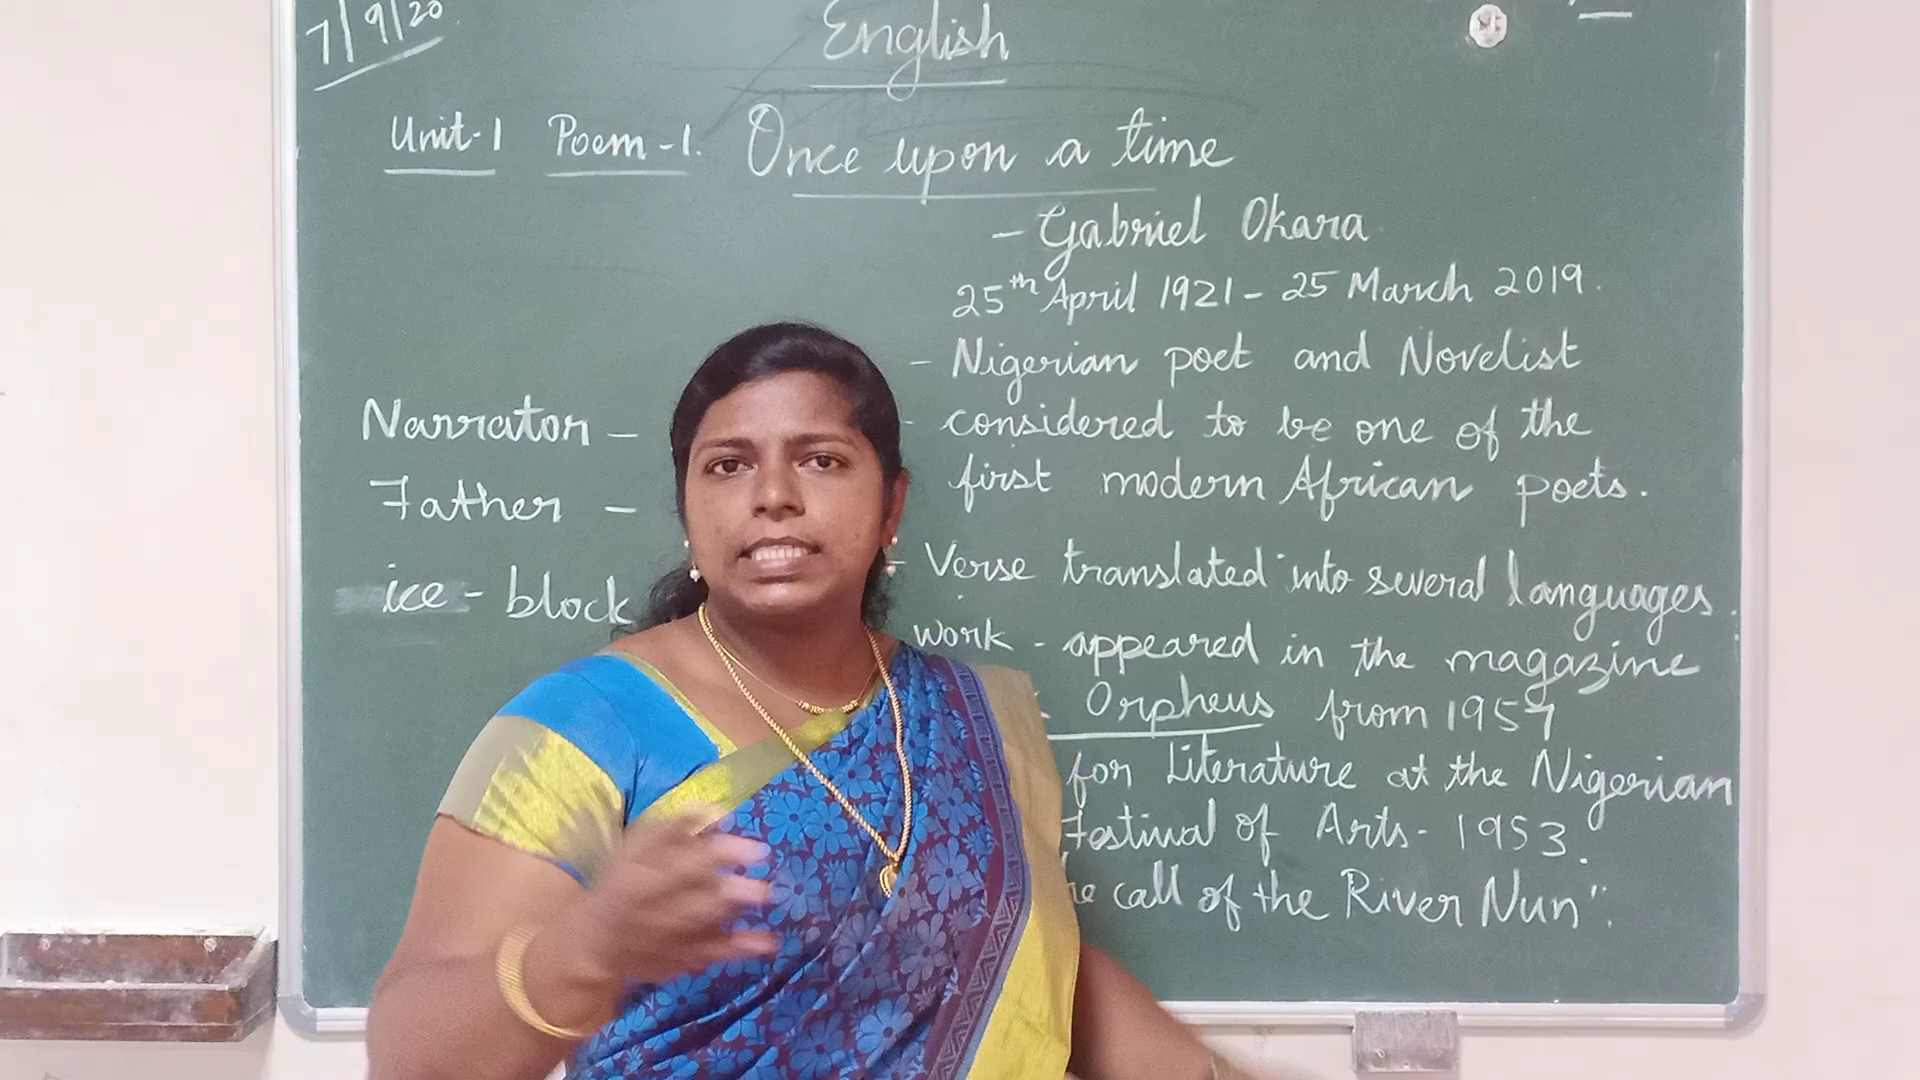 7/9/20
English
Unit-1 Poem-1. Once upon a time
- Gabriel Okara
25th April 1921 - 25 March 2019.
- Nigerian poet and Novelist
Narrator -
- considered to be one of the
first modern African poets.
Father -
- Verse translated into several languages.
ice - block
work - appeared in the magazine
Orpheus from 1957
for Literature at the Nigerian
Festival of Arts - 1953.
call of the River Nun".